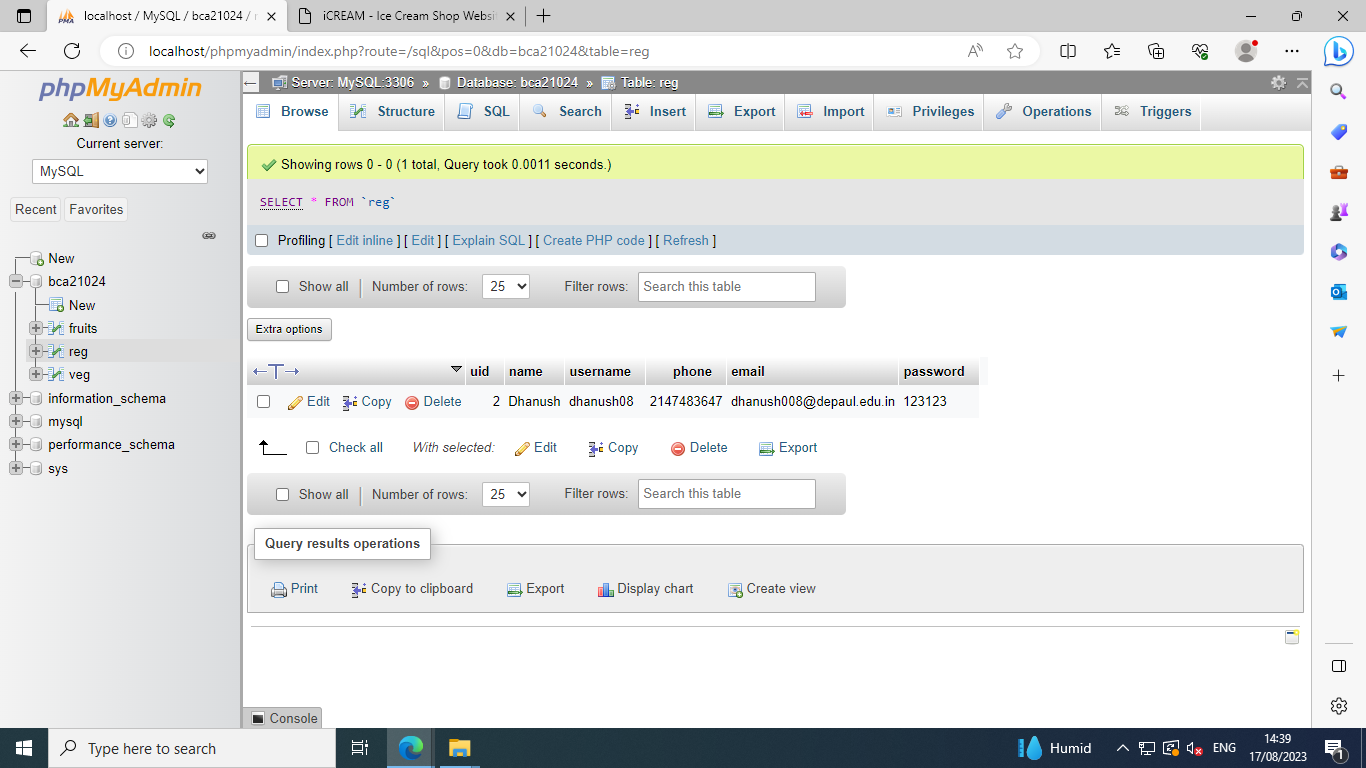 localhost / MySQL / bca21024 / r
iCREAM - Ice Cream Shop Websi
localhost/phpmyadmin/index.php?route=/sql&pos=0&db=bca21024&table=reg
phpMyAdmin
Current server:
MySQL
Recent Favorites
New
bca21024
New
fruits
reg
veg
information_schema
mysql
performance_schema
sys
Server: MySQL:3306 » Database: bca21024 » Table: reg
Browse Structure SQL Search Insert Export Import Privileges Operations Triggers
Showing rows 0 - 0 (1 total, Query took 0.0011 seconds.)
SELECT * FROM `reg`
Profiling [ Edit inline ] [ Edit ] [ Explain SQL ] [ Create PHP code ] [ Refresh ]
Show all | Number of rows: 25 Filter rows: Search this table
Extra options
←T→ uid name username phone email password
Edit Copy Delete 2 Dhanush dhanush08 2147483647 dhanush008@depaul.edu.in 123123
Check all With selected: Edit Copy Delete Export
Show all | Number of rows: 25 Filter rows: Search this table
Query results operations
Print Copy to clipboard Export Display chart Create view
Console
Type here to search
Humid
ENG
14:39
17/08/2023
1